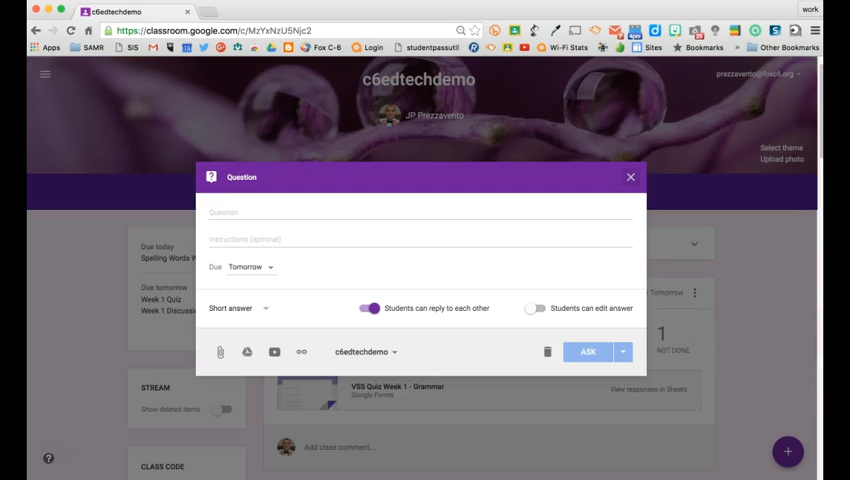 c6edtechdemo
work
https://classroom.google.com/c/MzYxNzU5Njc2
Apps SAMR SIS Fox C-6 Login studentpassutil Wi-Fi Stats Sites Bookmarks Other Bookmarks
c6edtechdemo
prezzavento@foxc6.org
JP Prezzavento
Select theme
Upload photo
Question
Question
Instructions (optional)
Due Tomorrow
Short answer Students can reply to each other Students can edit answer
c6edtechdemo ASK
Due today
Spelling Words W
Week 1 Quiz
Week 1 Discussi
Tomorrow
1
NOT DONE
VSS Quiz Week 1 - Grammar
Google Forms
View responses in Sheets
STREAM
Show deleted items
Add class comment...
CLASS CODE